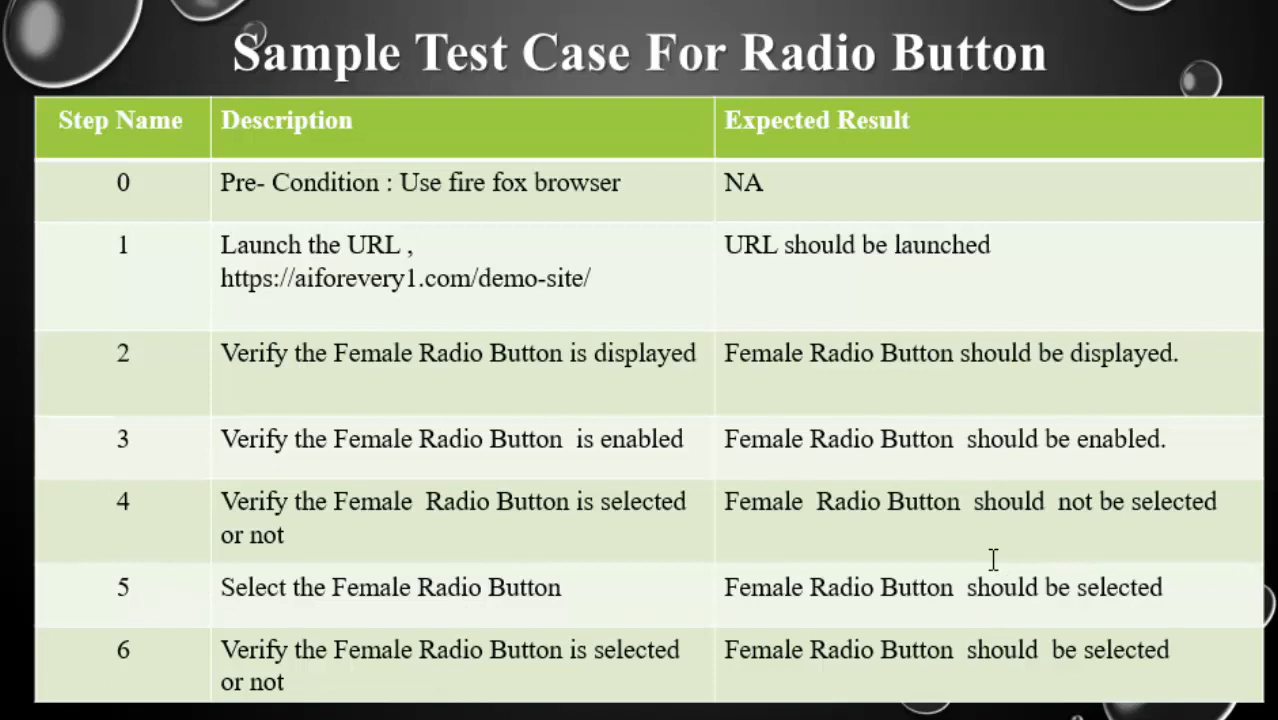 Sample Test Case For Radio Button
Step Name Description Expected Result
0 Pre- Condition : Use fire fox browser NA
1 Launch the URL , URL should be launched
https://aiforevery1.com/demo-site/
2 Verify the Female Radio Button is displayed Female Radio Button should be displayed.
3 Verify the Female Radio Button is enabled Female Radio Button should be enabled.
4 Verify the Female Radio Button is selected Female Radio Button should not be selected
or not
5 Select the Female Radio Button Female Radio Button should be selected
6 Verify the Female Radio Button is selected Female Radio Button should be selected
or not